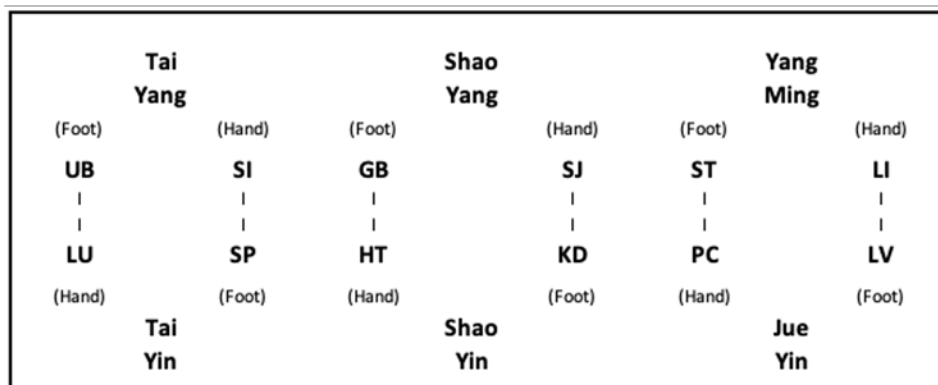 Tai Shao Yang
Yang Yang Ming
(Foot) (Hand) (Foot) (Hand) (Foot) (Hand)
UB SI GB SJ ST LI
LU SP HT KD PC LV
(Hand) (Foot) (Hand) (Foot) (Hand) (Foot)
Tai Shao Jue
Yin Yin Yin